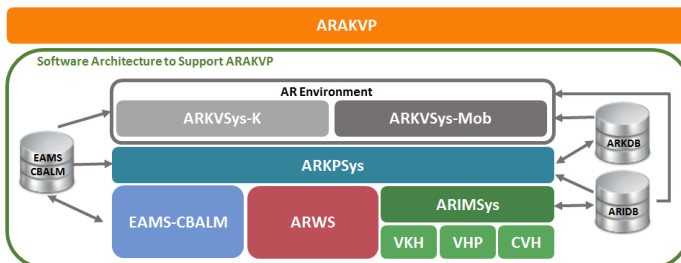 ARAKVP
Software Architecture to Support ARAKVP
AR Environment
ARKVSys-K
ARKVSys-Mob
EAMS
CBALM
ARKDB
ARKPSys
EAMS-CBALM
ARWS
ARIMSys
ARIDB
VKH
VHP
CVH